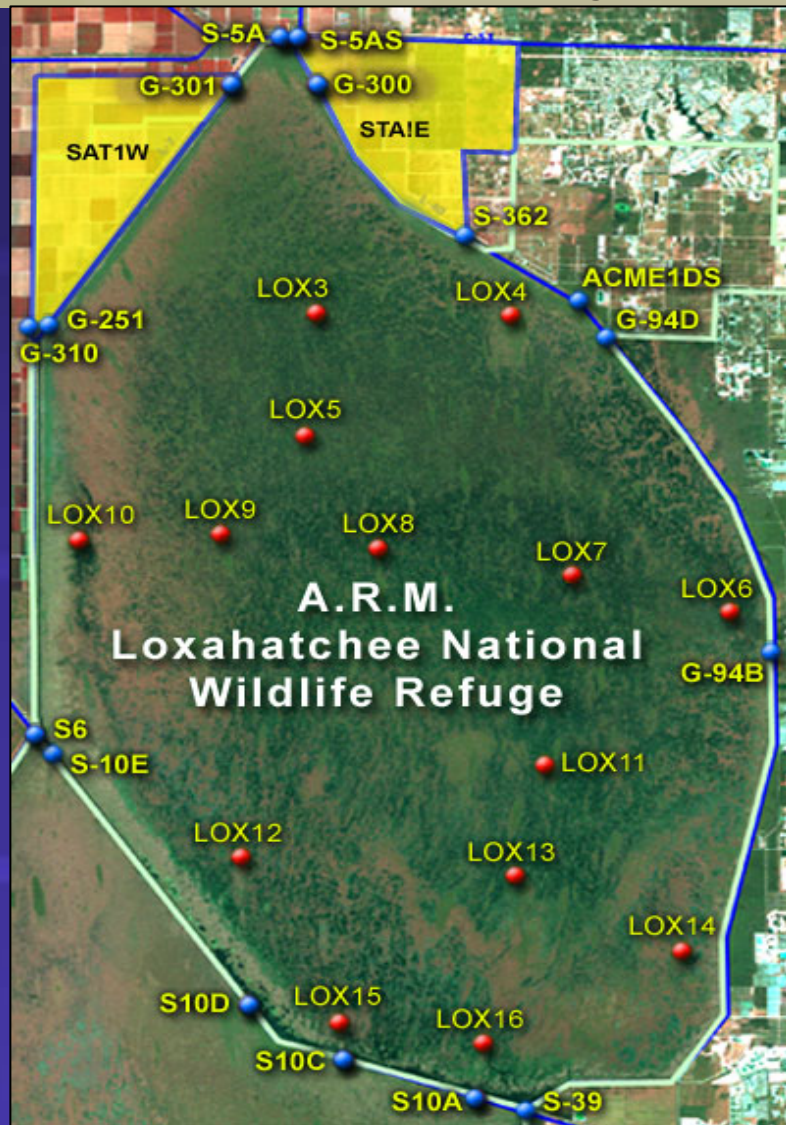 S-5A
S-5AS
G-301
G-300
SAT1W
STA!E
S-362
ACME1DS
LOX3
LOX4
G-251
G-94D
G-310
LOX5
LOX10
LOX9
LOX8
LOX7
LOX6
A.R.M.
Loxahatchee National
Wildlife Refuge
G-94B
S6
S-10E
LOX11
LOX12
LOX13
LOX14
S10D
LOX15
LOX16
S10C
S10A
S-39